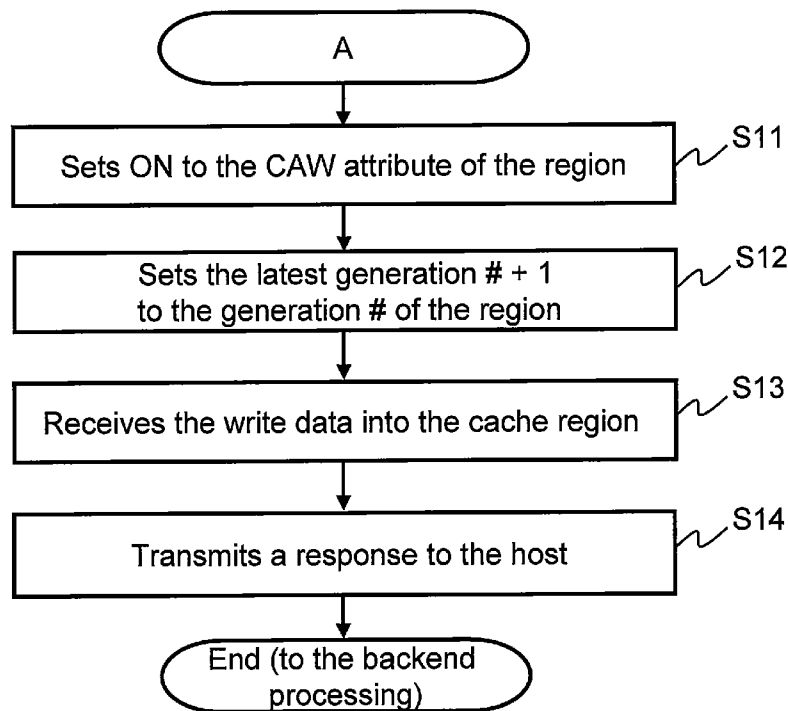 A
Sets ON to the CAW attribute of the region
S11
Sets the latest generation # + 1
to the generation # of the region
S12
Receives the write data into the cache region
S13
Transmits a response to the host
S14
End (to the backend
processing)